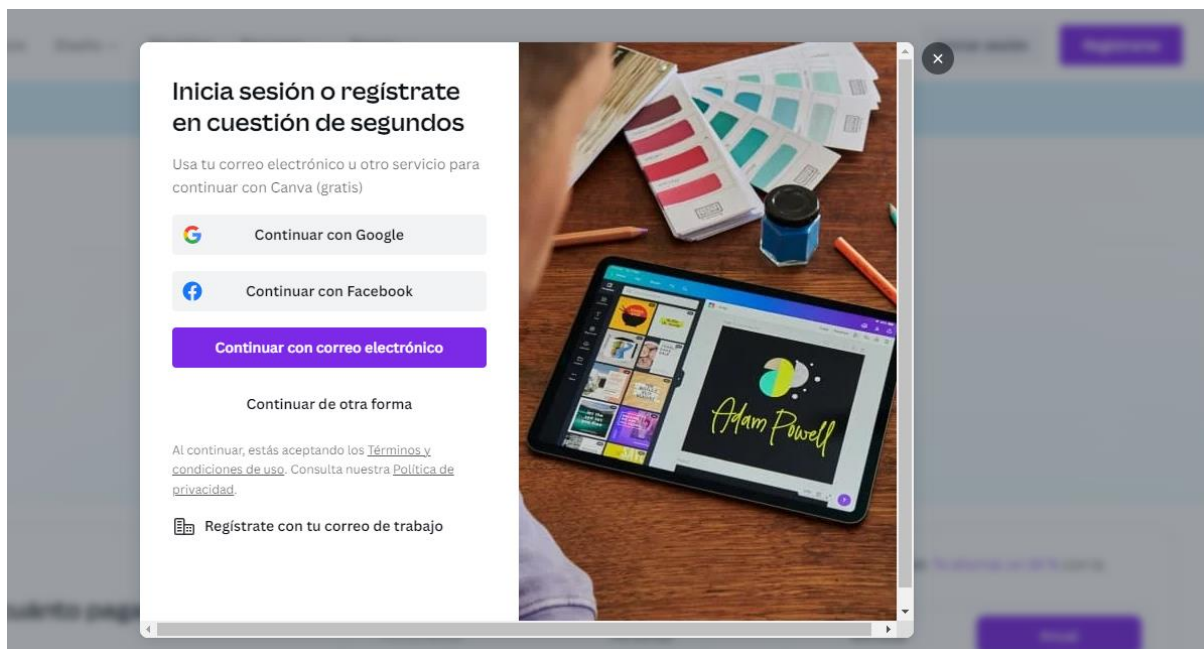 Inicia sesión o regístrate
en cuestión de segundos
Usa tu correo electrónico u otro servicio para
continuar con Canva (gratis)
Continuar con Google
Continuar con Facebook
Continuar con correo electrónico
Continuar de otra forma
Al continuar, estás aceptando los Términos y
condiciones de uso. Consulta nuestra Política de
privacidad.
Regístrate con tu correo de trabajo
Adam Powell